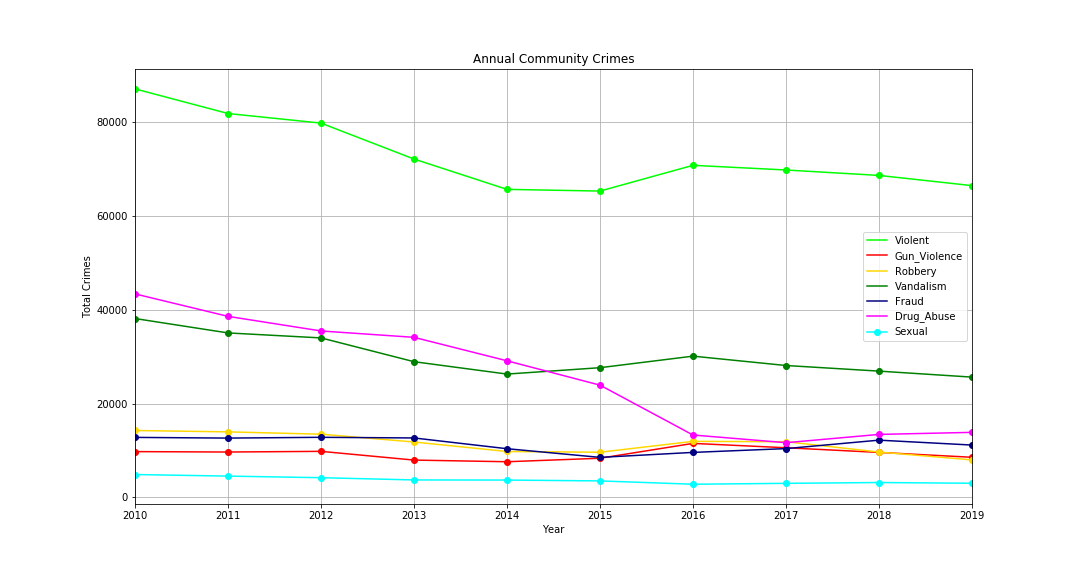 Annual Community Crimes
Total Crimes
80000
60000
40000
20000
0
Violent
Gun_Violence
Robbery
Vandalism
Fraud
Drug_Abuse
Sexual
2010 2011 2012 2013 2014 2015 2016 2017 2018 2019
Year